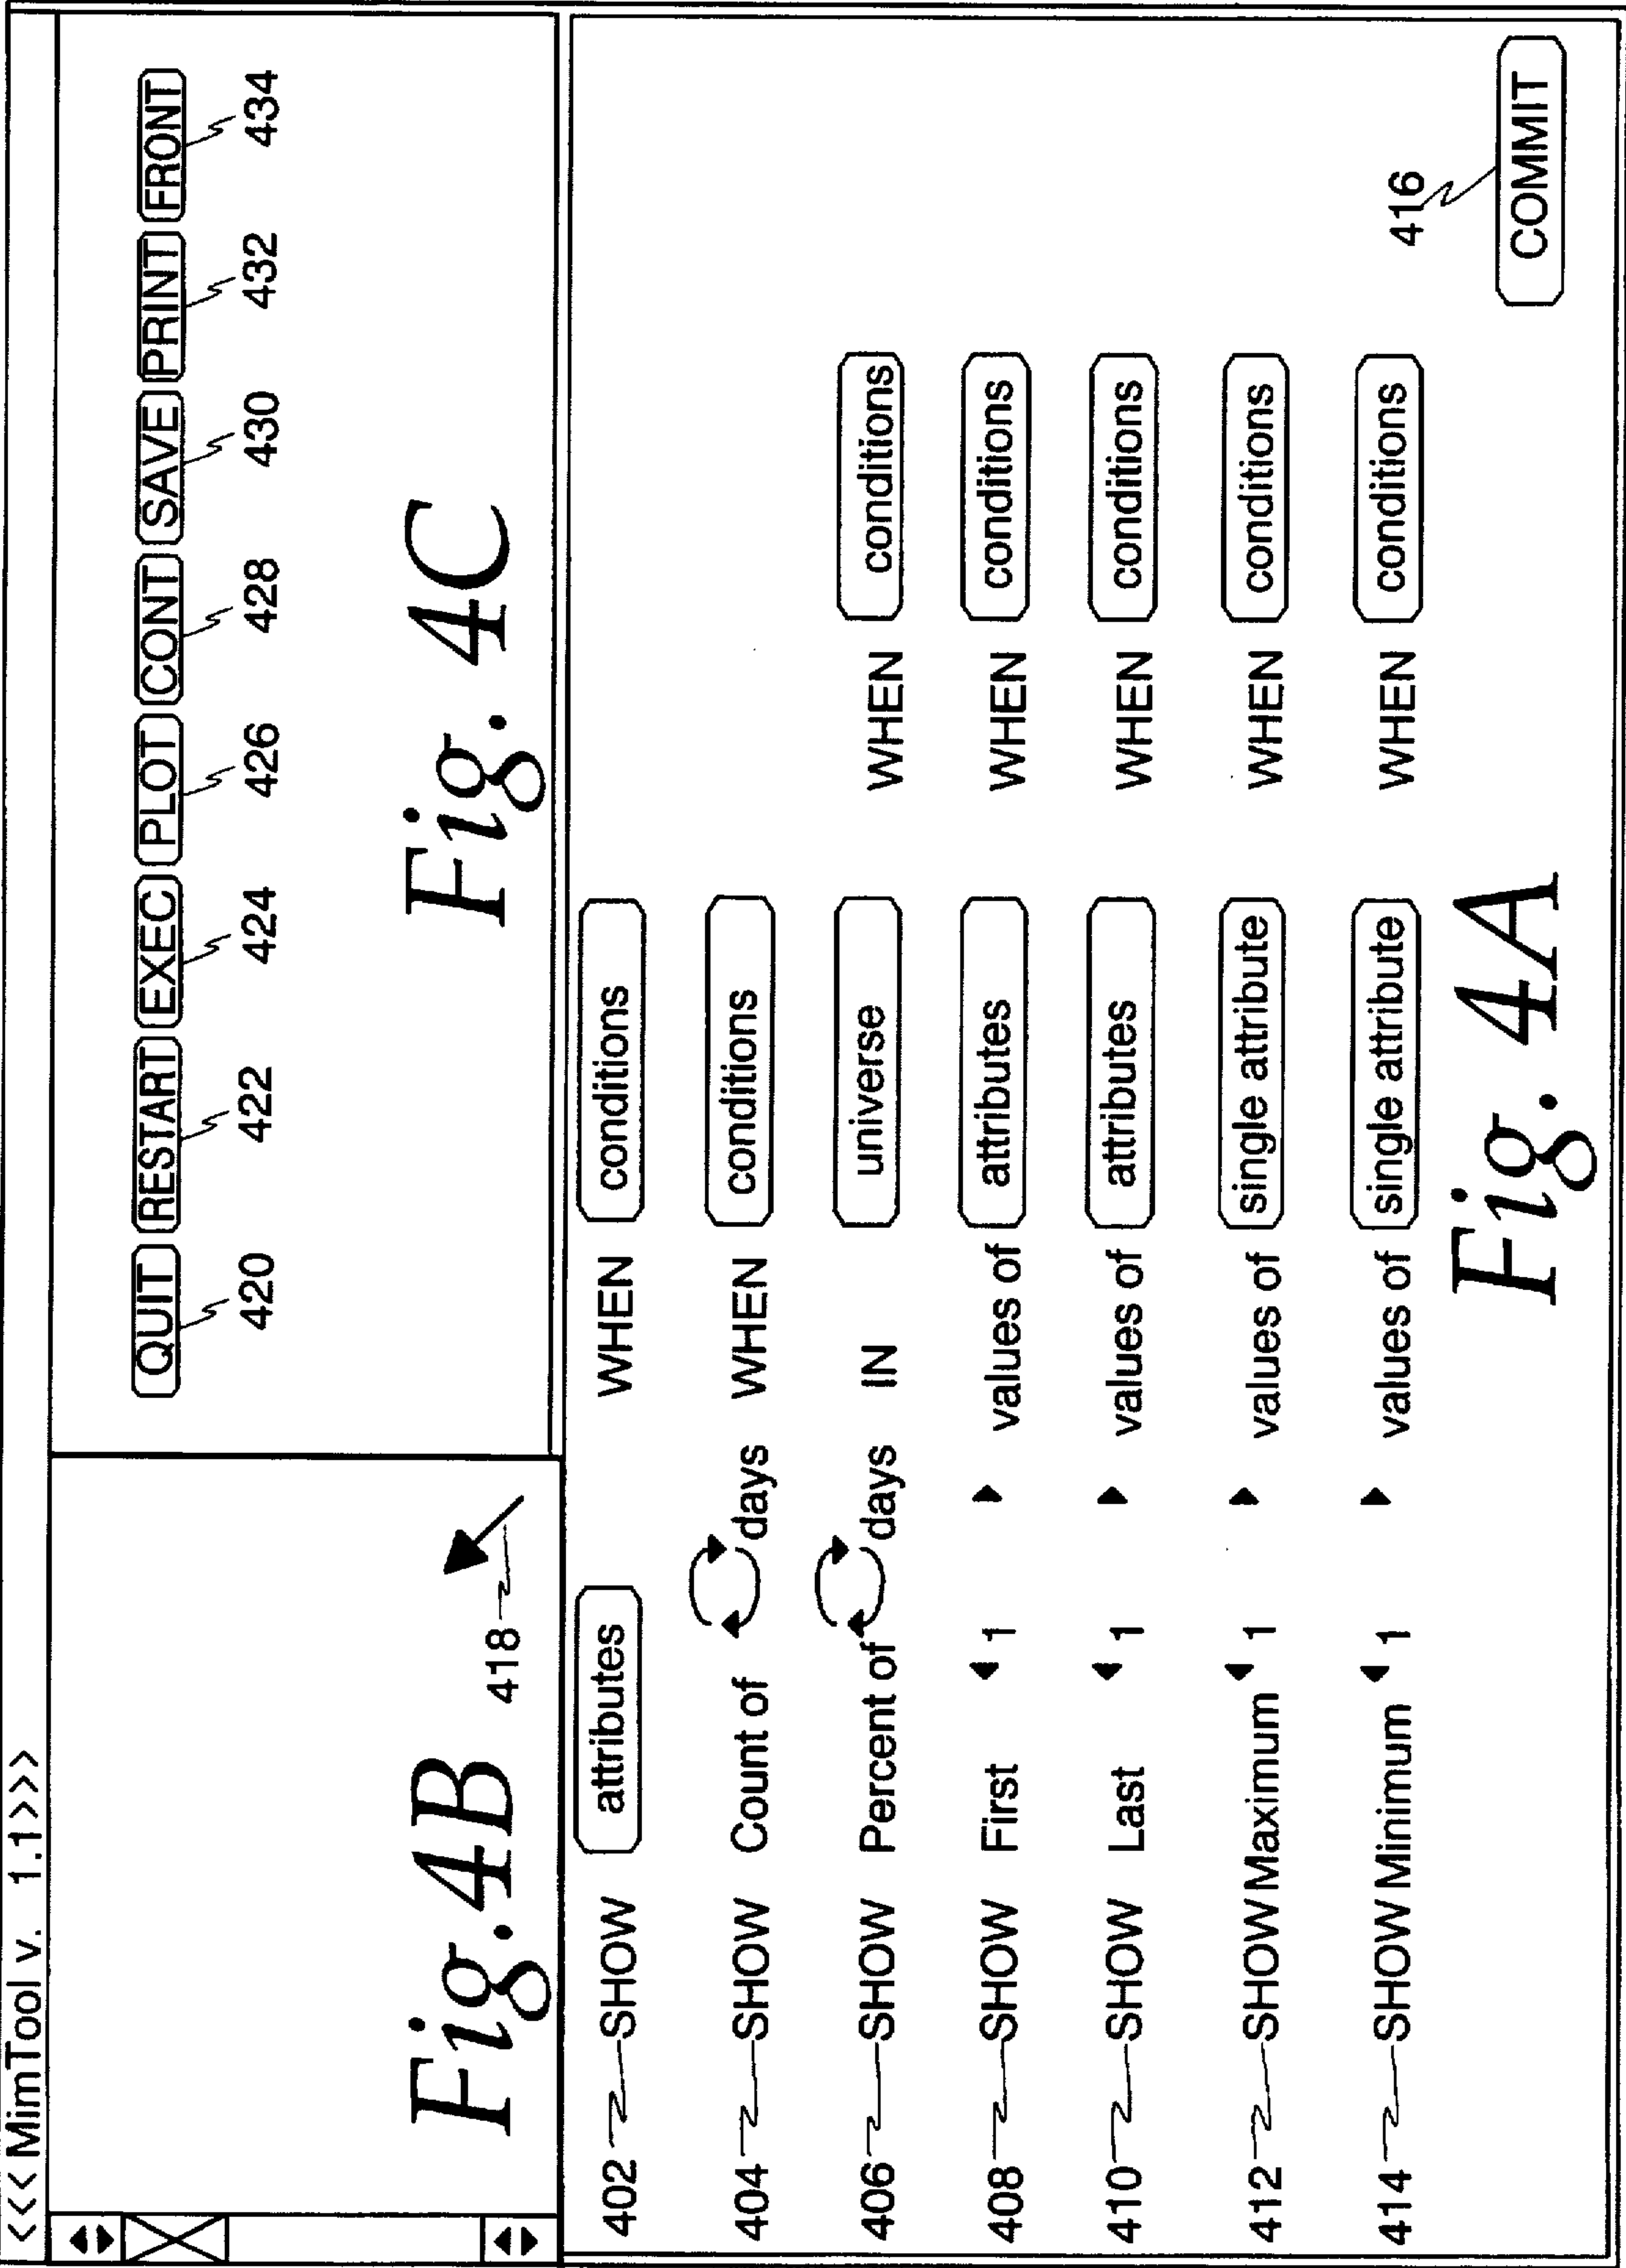 <<< MimTool v. 1.1>>>
QUIT RESTART EXEC PLOT CONT SAVE PRINT FRONT
420 422 424 426 428 430 432 434
418
Fig.4B
Fig. 4C
402 SHOW attributes WHEN conditions
404 SHOW Count of days WHEN conditions
406 SHOW Percent of days IN universe WHEN conditions
408 SHOW First 1 values of attributes WHEN conditions
410 SHOW Last 1 values of attributes WHEN conditions
412 SHOW Maximum 1 values of single attribute WHEN conditions
414 SHOW Minimum 1 values of single attribute WHEN conditions
416
COMMIT
Fig. 4A